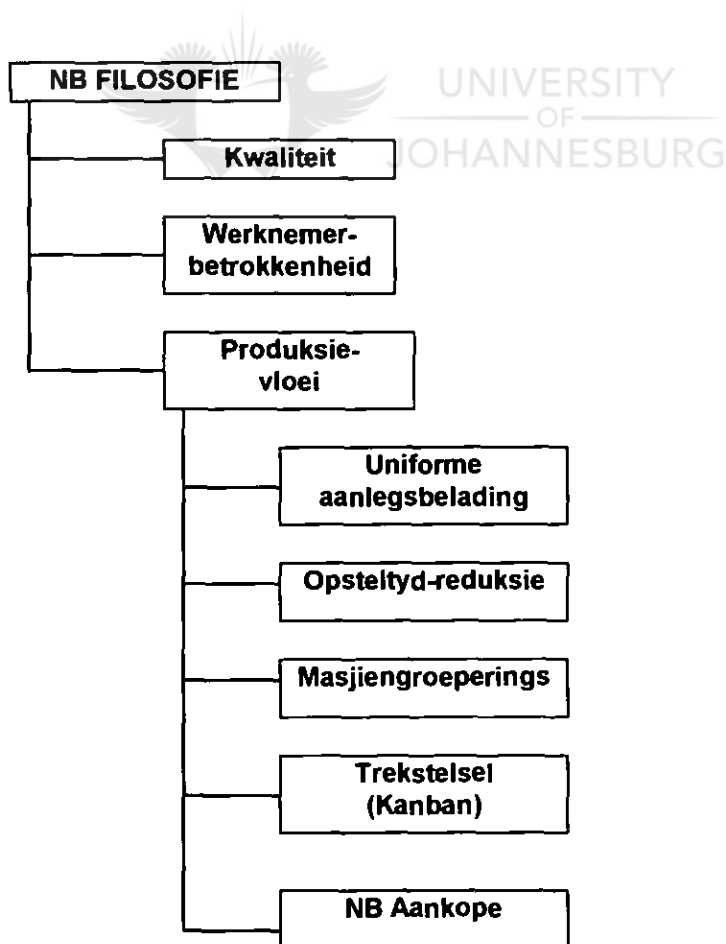 UNIVERSITY
OF
JOHANNESBURG
NB FILOSOFIE
Kwaliteit
Werknemer-
betrokkenheid
Produksie-
vloei
Uniforme
aanlegsbelading
Opsteltyd-reduksie
Masjiengroeperings
Trekstelsel
(Kanban)
NB Aankope